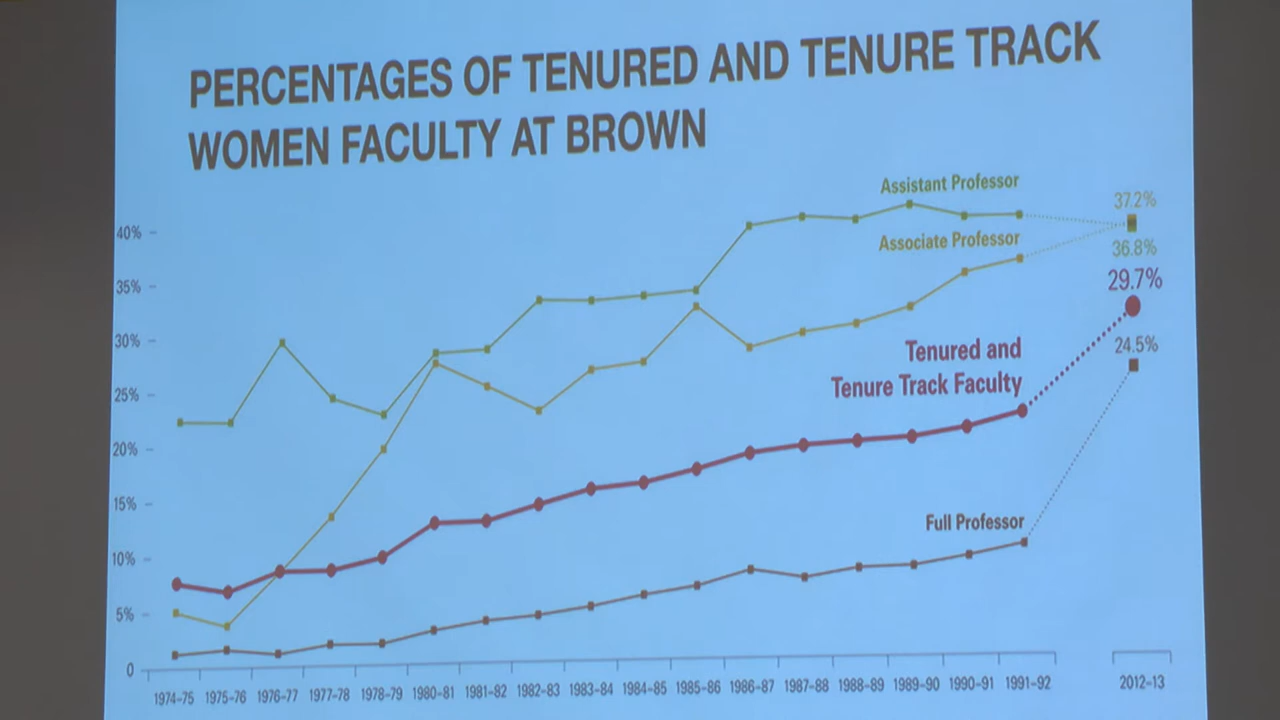 PERCENTAGES OF TENURED AND TENURE TRACK
WOMEN FACULTY AT BROWN
Assistant Professor
37.2%
40%
Associate Professor
36.8%
29.7%
35%
30%
Tenured and
24.5%
Tenure Track Faculty
25%
20%
15%
Full Professor
10%
5%
0
1974–75 1975–76 1976–77 1977–78 1978–79 1980–81 1981–82 1982–83 1983–84 1984–85 1985–86 1986–87 1987–88 1988–89 1989–90 1990–91 1991–92 2012–13